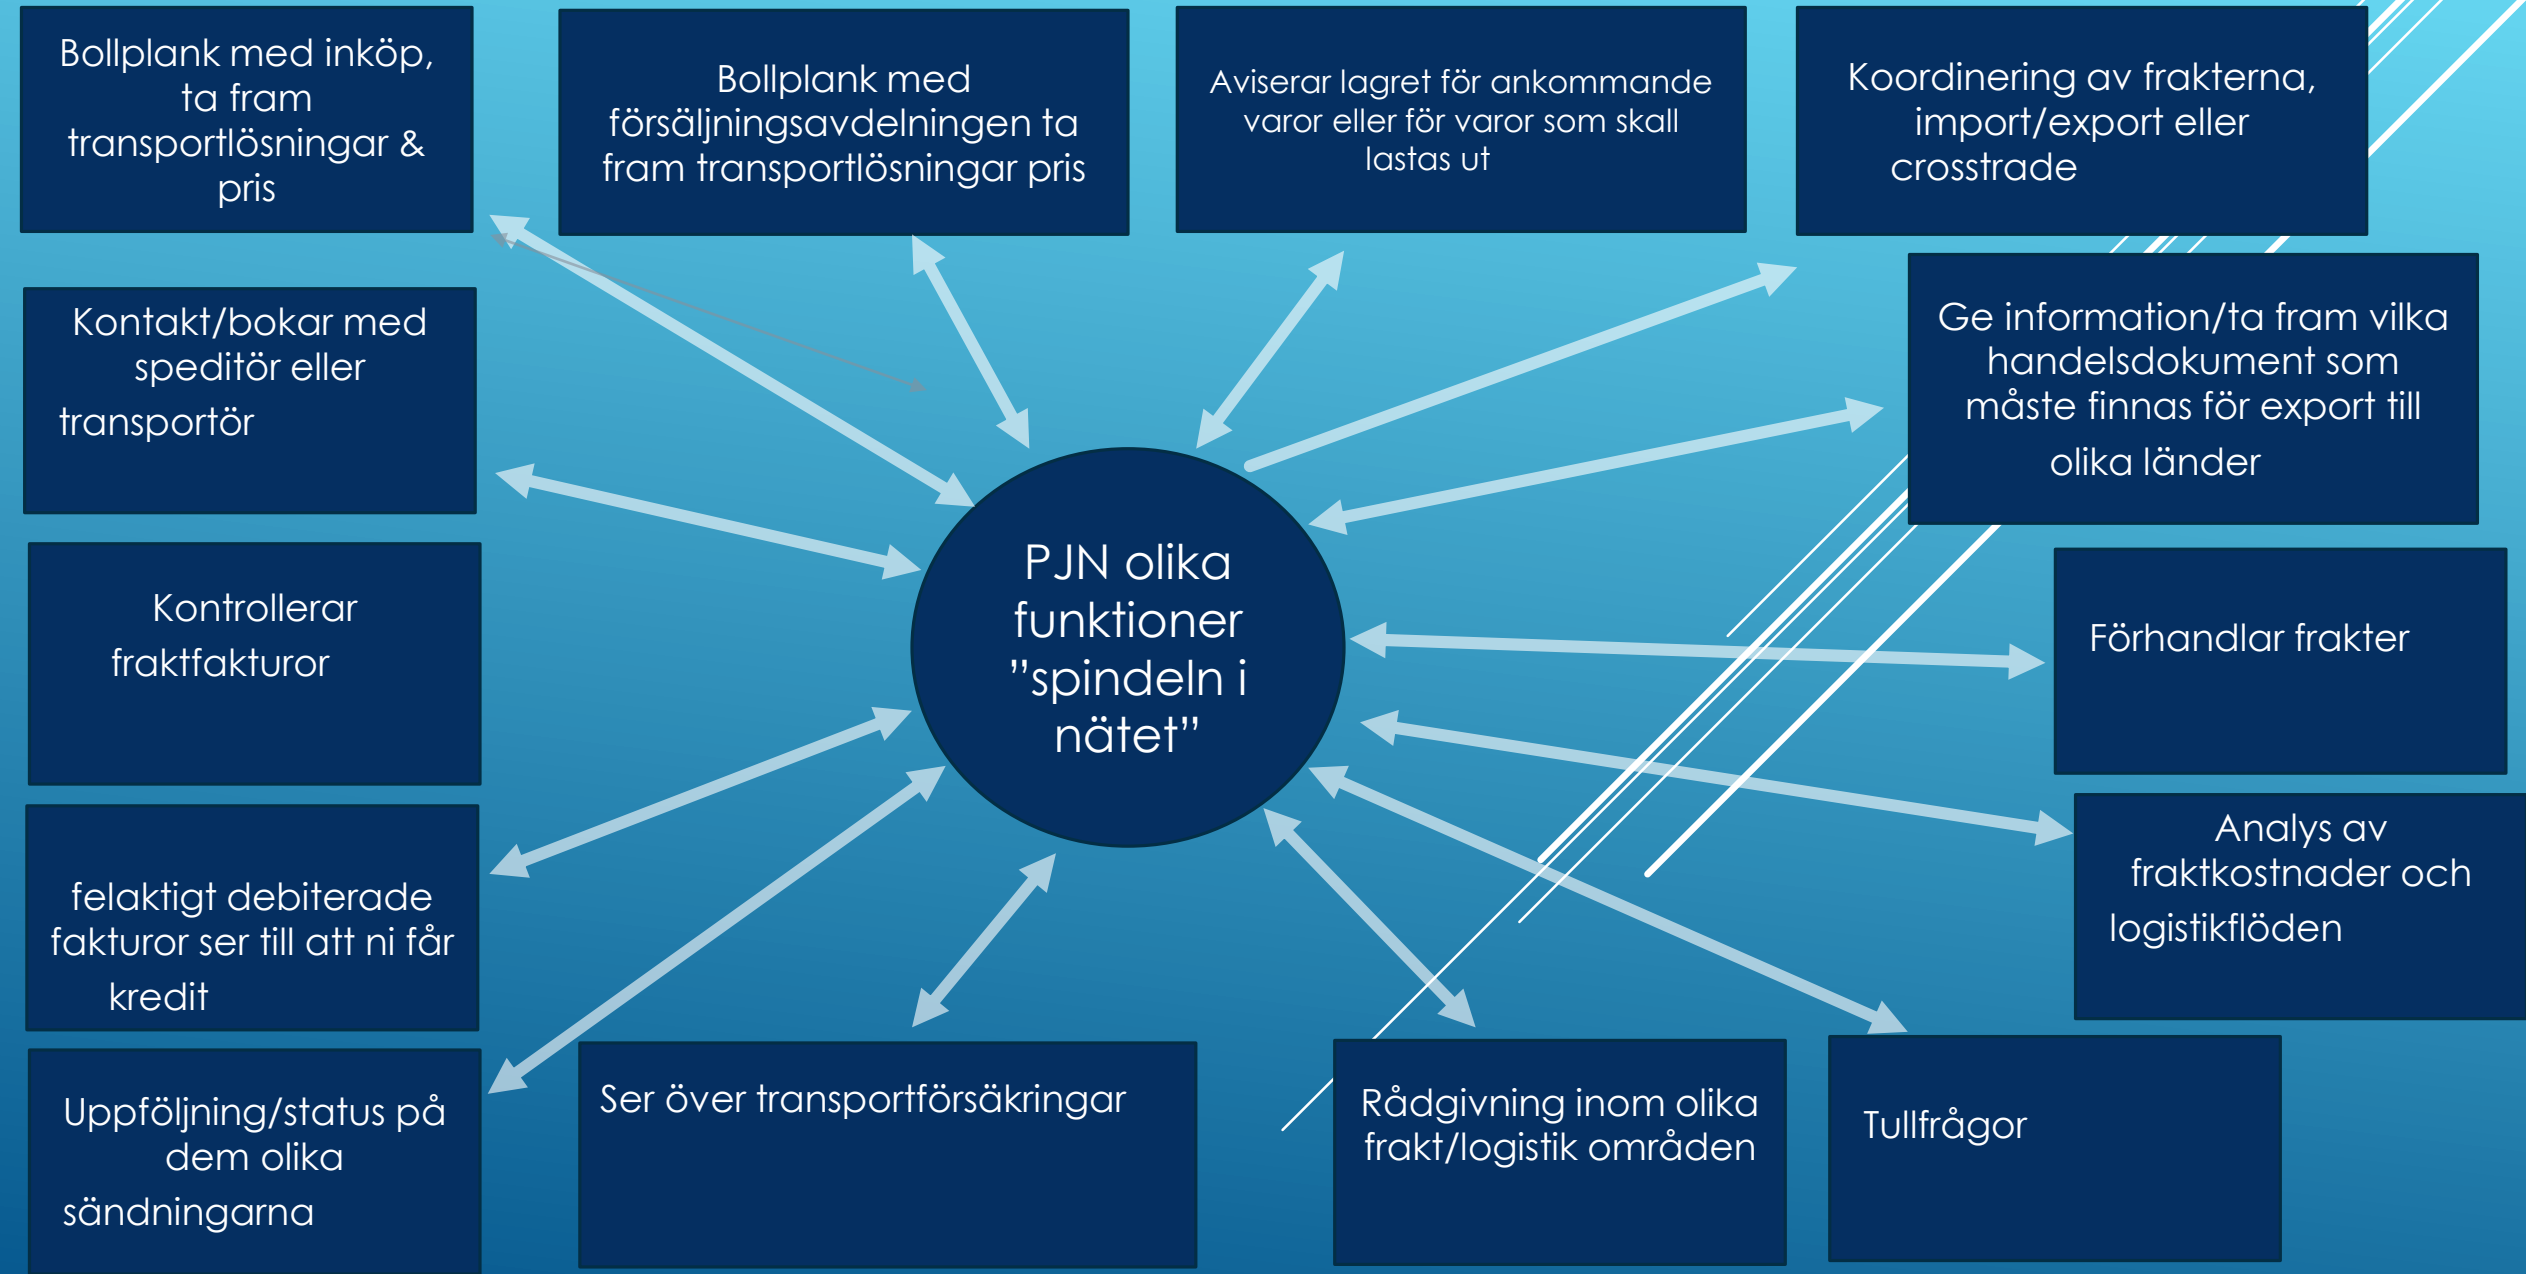 Bollplank med inköp,
ta fram
transportlösningar &
pris
Bollplank med
försäljningsavdelningen ta
fram transportlösningar pris
Aviserar lagret för ankommande
varor eller för varor som skall
lastas ut
Koordinering av frakterna,
import/export eller
crosstrade
Kontakt/bokar med
speditör eller
transportör
Ge information/ta fram vilka
handelsdokument som
måste finnas för export till
olika länder
PJN olika
funktioner
”spindeln i
nätet”
Kontrollerar
fraktfakturor
Förhandlar frakter
felaktigt debiterade
fakturor ser till att ni får
kredit
Analys av
fraktkostnader och
logistikflöden
Uppföljning/status på
dem olika
sändningarna
Ser över transportförsäkringar
Rådgivning inom olika
frakt/logistik områden
Tullfrågor